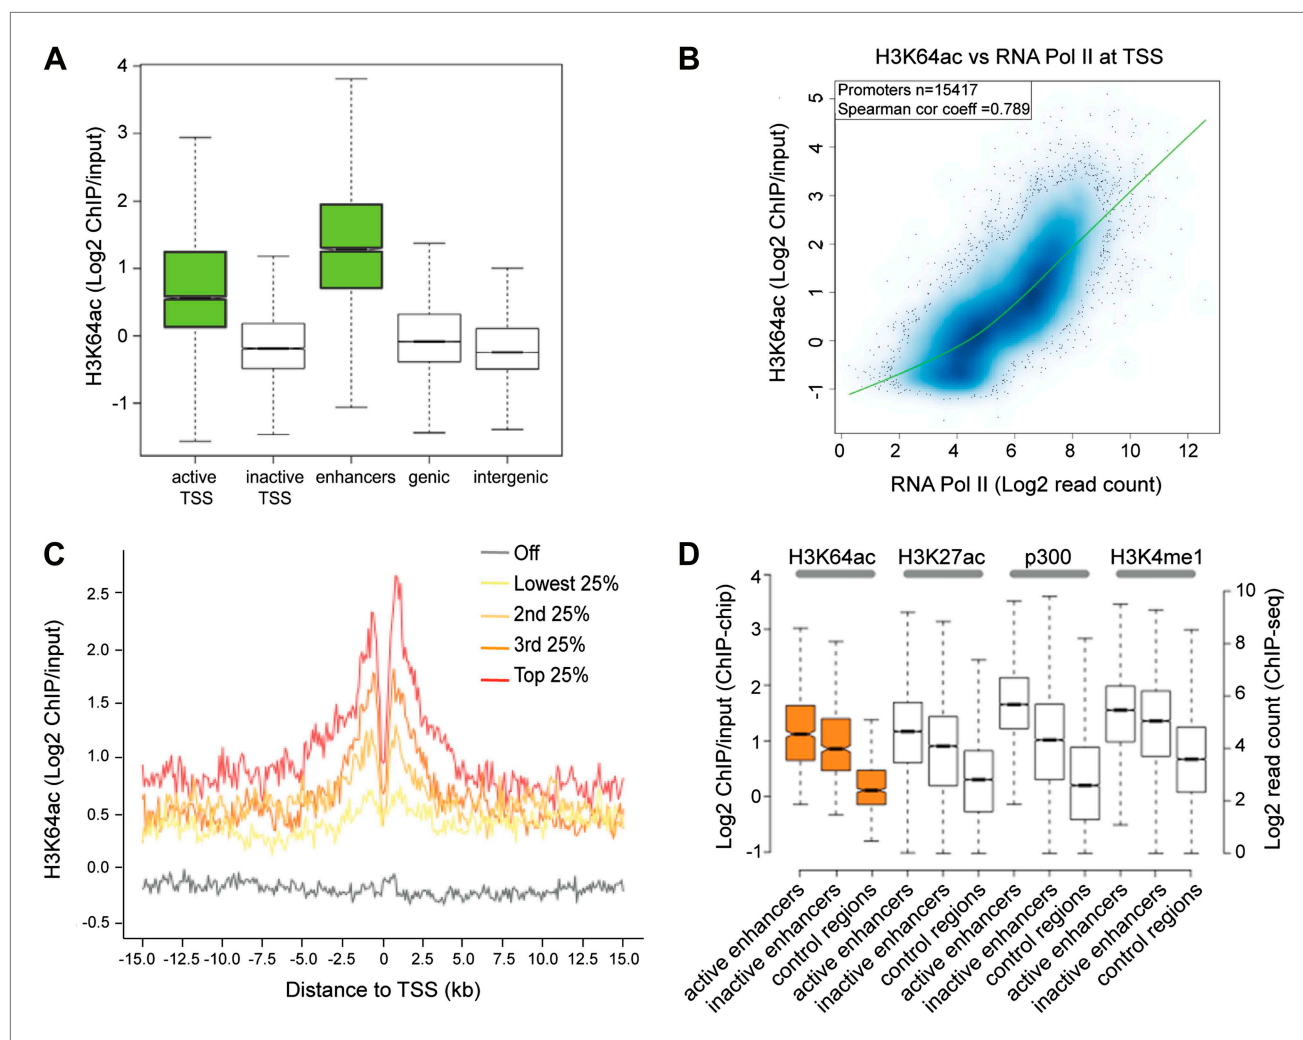 A
H3K64ac (Log2 ChIP/input)
4
3
2
1
0
-1
active
TSS
inactive
TSS
enhancers
genic
intergenic
B
H3K64ac vs RNA Pol II at TSS
Promoters n=15417
Spearman cor coeff =0.789
H3K64ac (Log2 ChIP/input)
5
4
3
2
1
0
-1
0 2 4 6 8 10 12
RNA Pol II (Log2 read count)
C
H3K64ac (Log2 ChIP/input)
2.5
2.0
1.5
1.0
0.5
0.0
-0.5
Off
Lowest 25%
2nd 25%
3rd 25%
Top 25%
-15.0 -12.5 -10.0 -7.5 -5.0 -2.5 0 2.5 5.0 7.5 10.0 12.5 15.0
Distance to TSS (kb)
D
H3K64ac H3K27ac p300 H3K4me1
Log2 ChIP/input (ChIP-chip)
4
3
2
1
0
-1
10
8
6
4
2
0
Log2 read count (ChIP-seq)
active enhancers
inactive enhancers
control regions
active enhancers
inactive enhancers
control regions
active enhancers
inactive enhancers
control regions
active enhancers
inactive enhancers
control regions